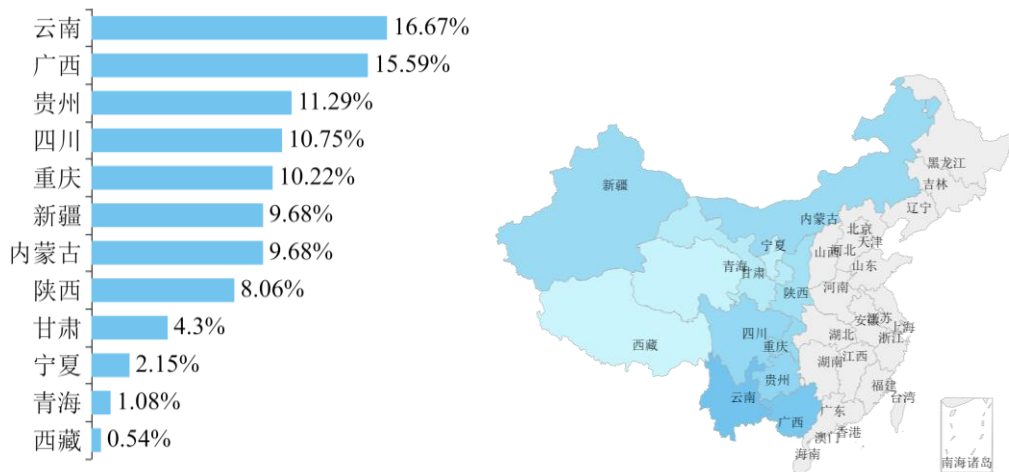 云南 16.67%
广西 15.59%
贵州 11.29%
四川 10.75%
重庆 10.22%
新疆 9.68%
内蒙古 9.68%
陕西 8.06%
甘肃 4.3%
宁夏 2.15%
青海 1.08%
西藏 0.54%
黑龙江
吉林
新疆
辽宁
内蒙古
北京
天津
宁夏
山西
河北
青海
甘肃
山东
河南
陕西
安徽
江苏
上海
四川
湖北
浙江
重庆
西藏
湖南
江西
贵州
福建
云南
台湾
广东
广西
香港
澳门
海南
南海诸岛